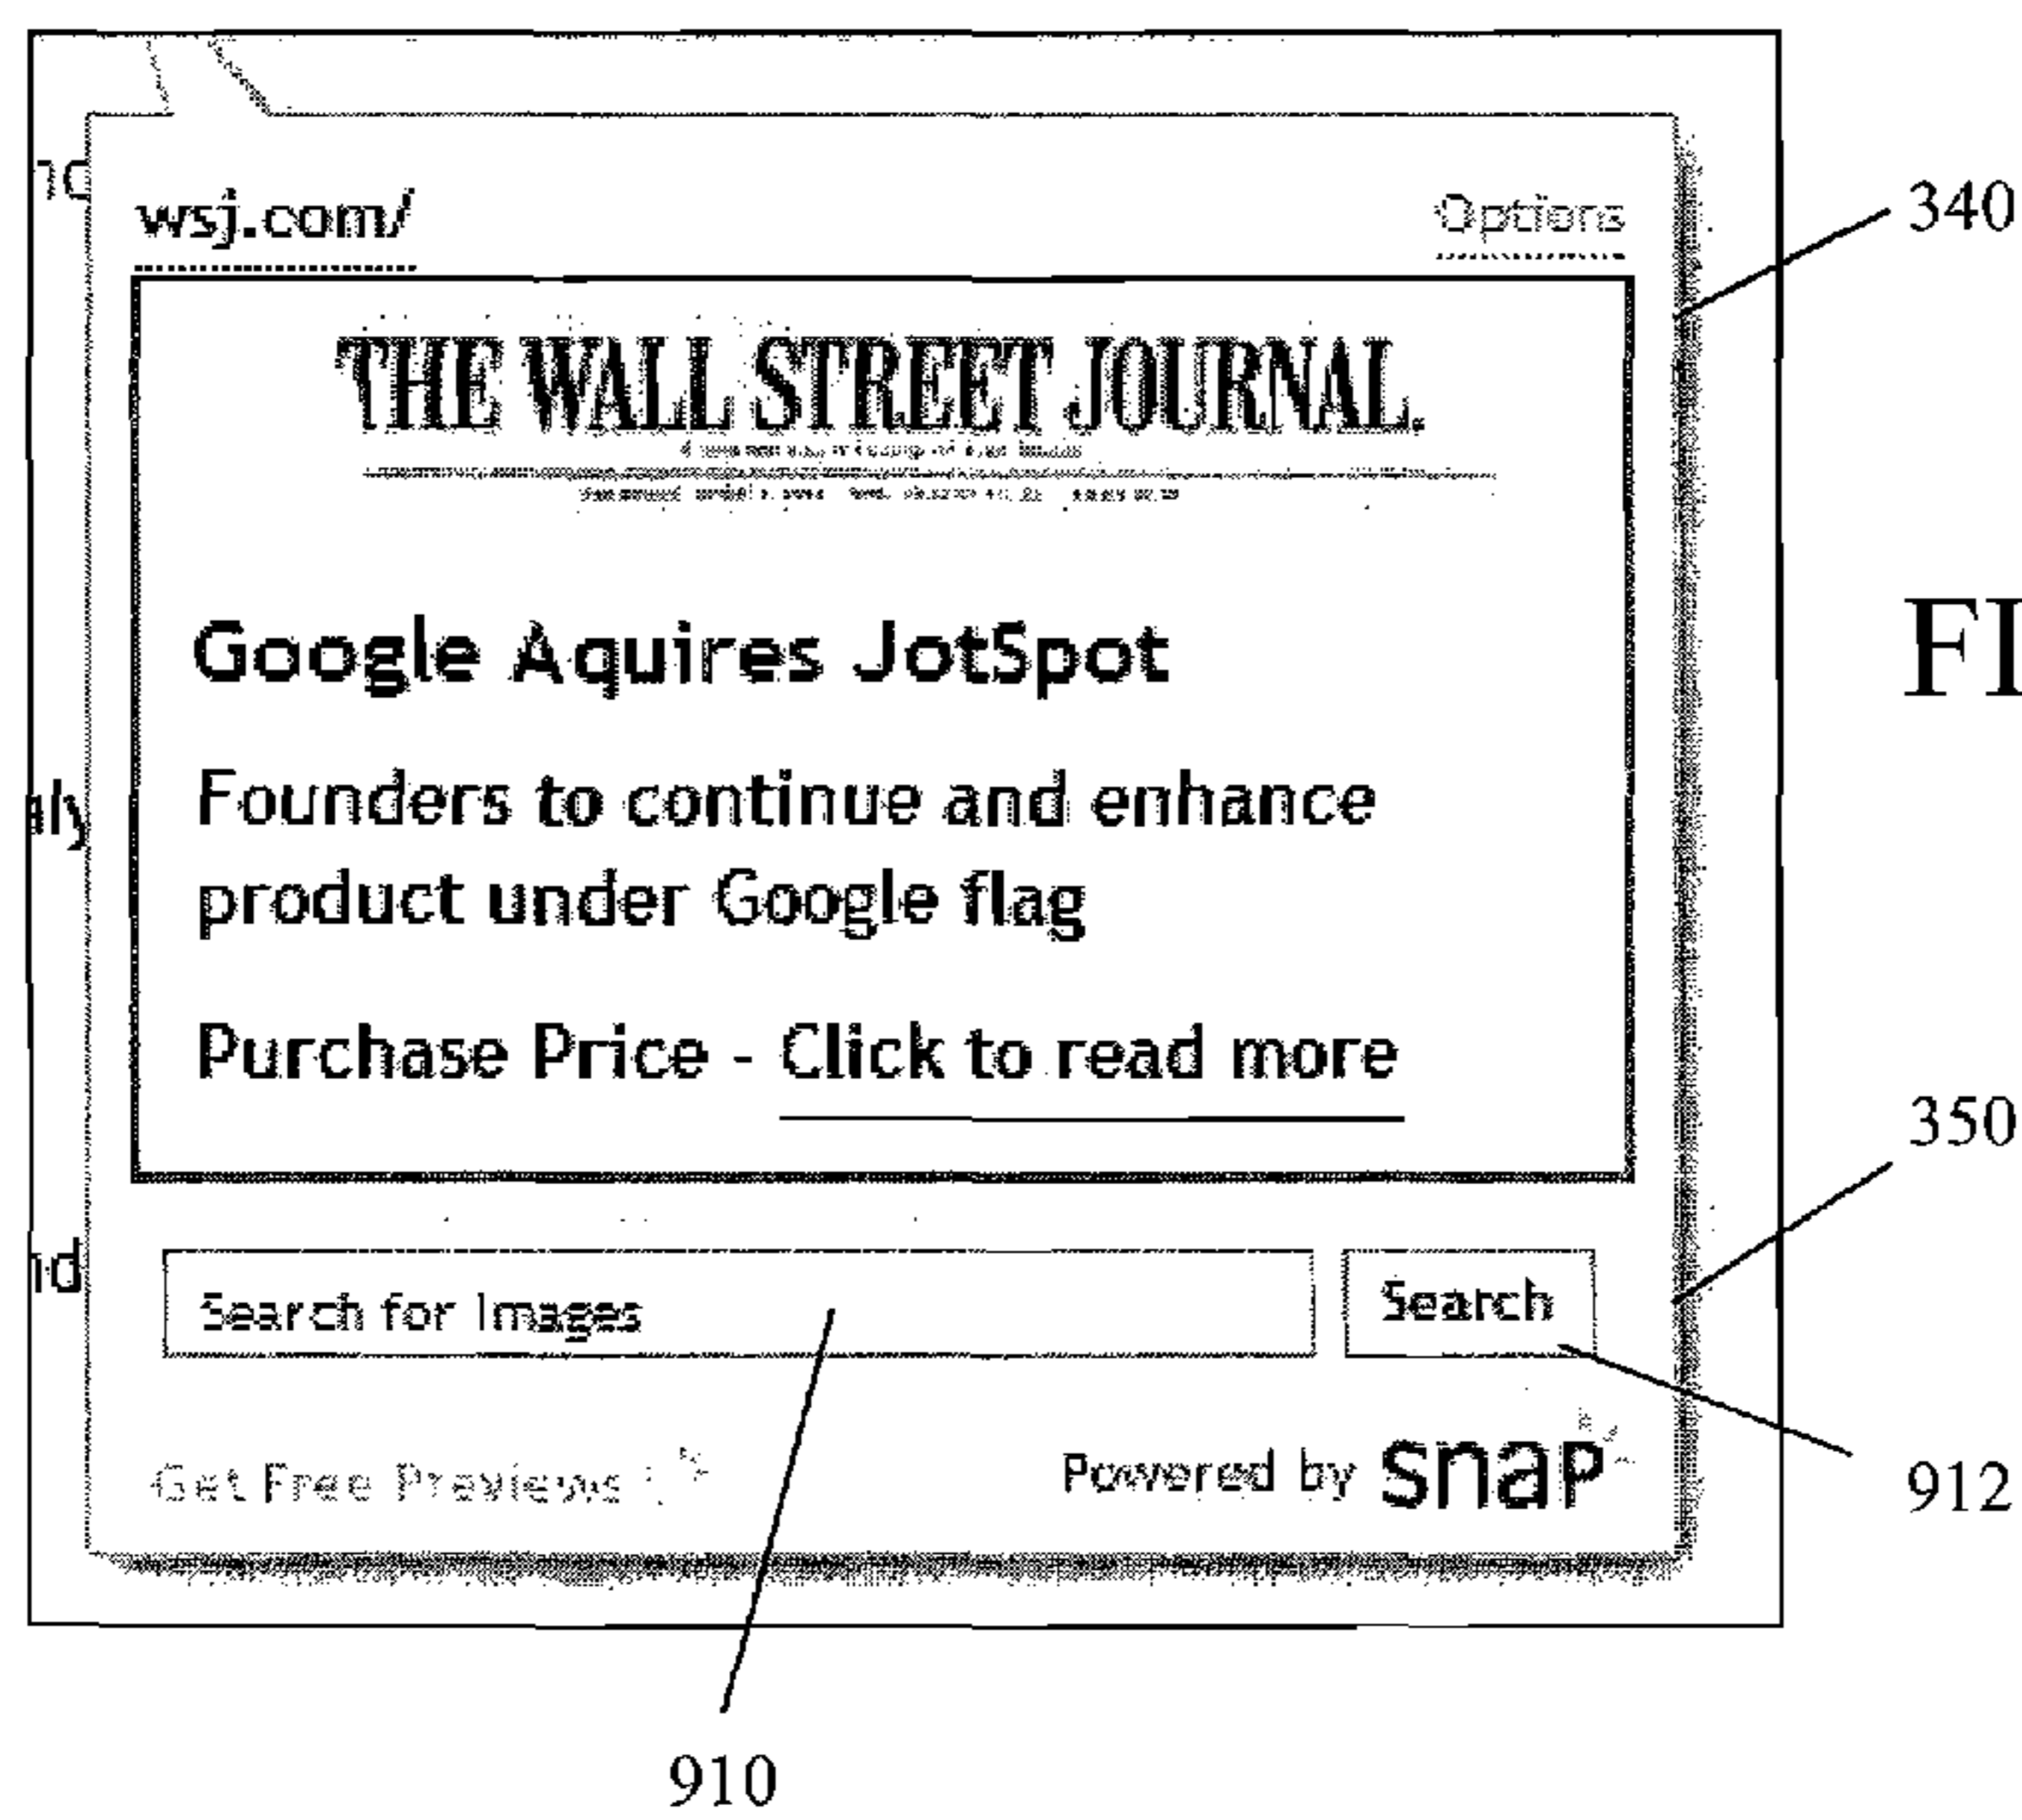 wsj.com/
Options
340
THE WALL STREET JOURNAL.
FI
Google Aquires JotSpot
Founders to continue and enhance
product under Google flag
Purchase Price - Click to read more
350
nd
Search for Images
Search
Get Free Previews
Powered by snap
912
910